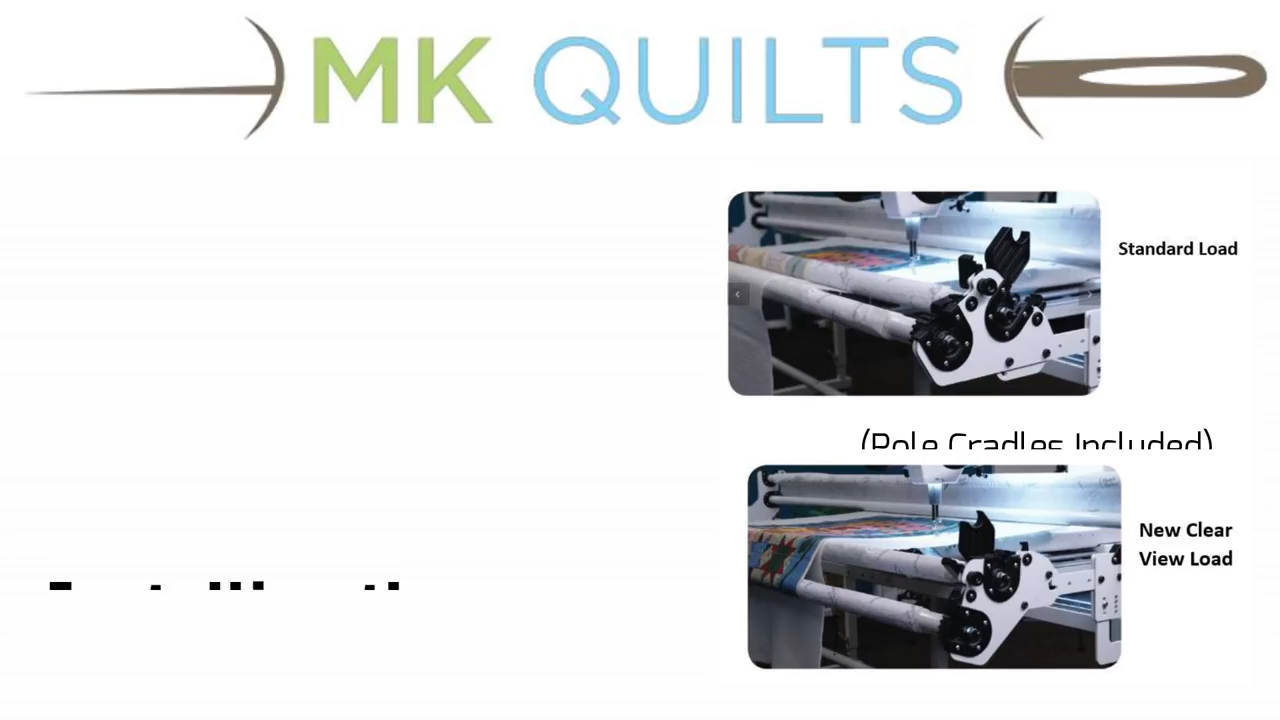 MK QUILTS
Standard Load
(Pole Cradles Included)
New Clear
View Load